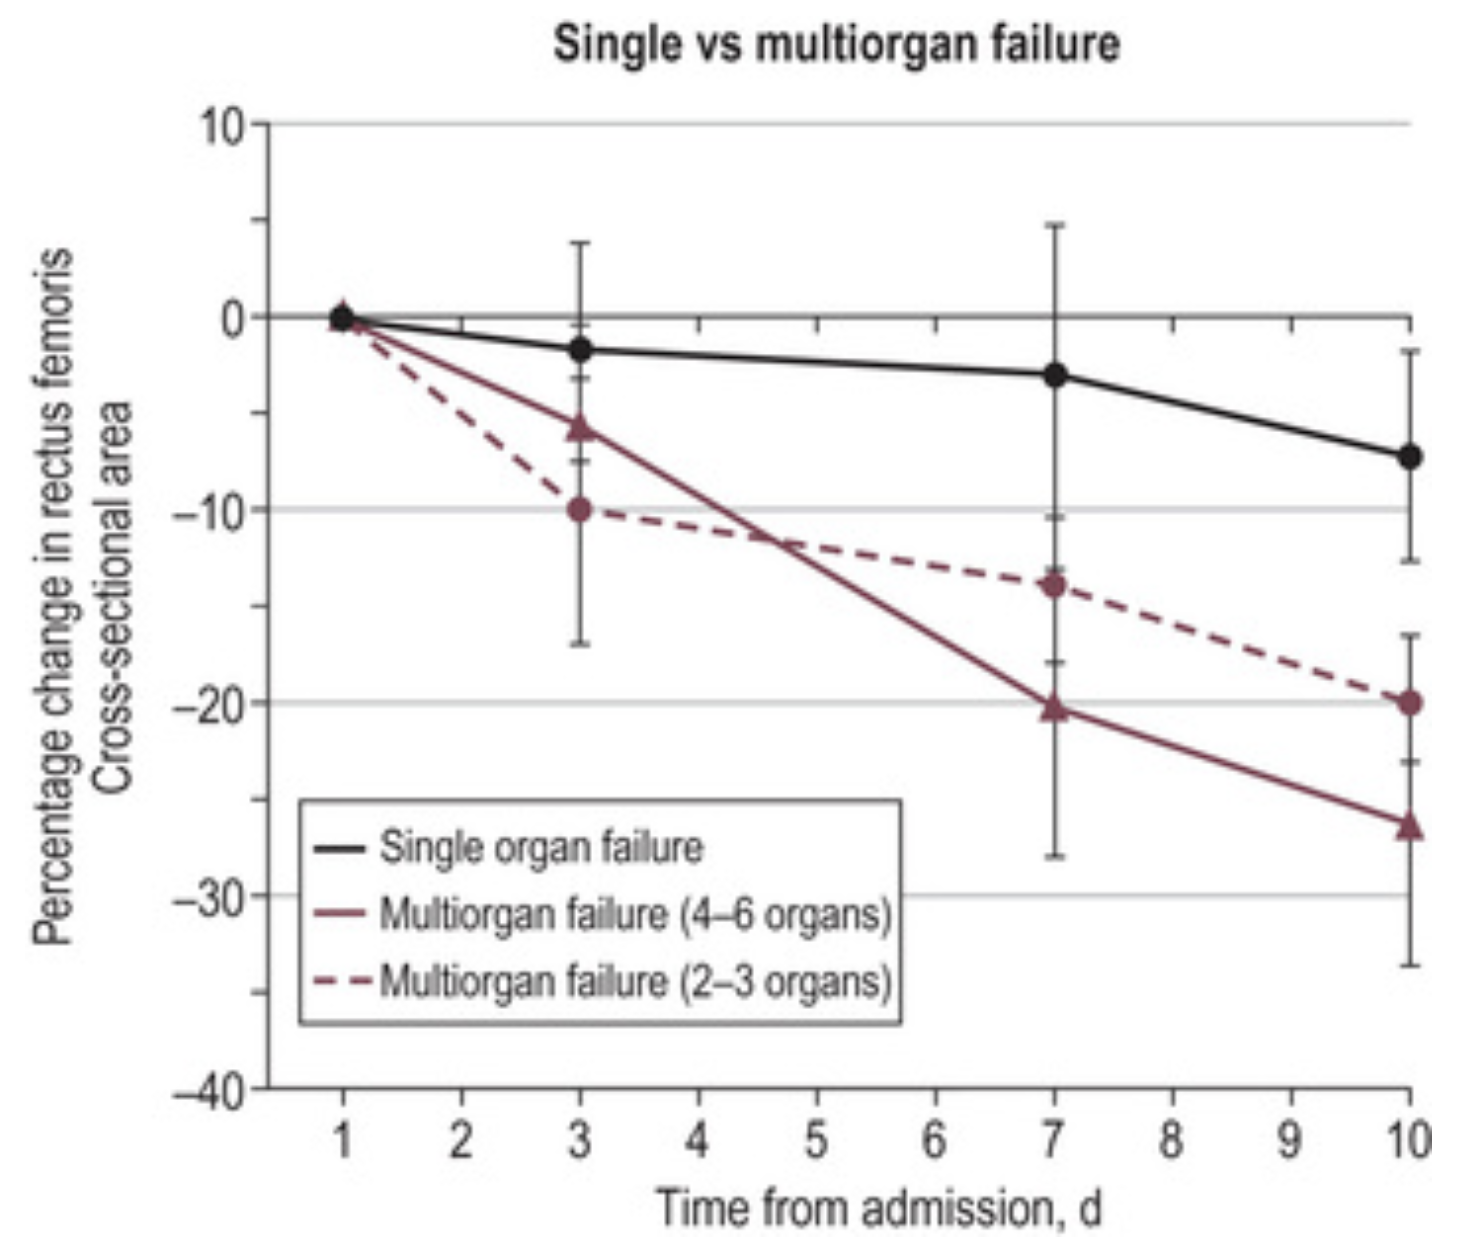 Single vs multiorgan failure
Percentage change in rectus femoris
Cross-sectional area
10
0
–10
–20
–30
–40
Single organ failure
Multiorgan failure (4–6 organs)
Multiorgan failure (2–3 organs)
1 2 3 4 5 6 7 8 9 10
Time from admission, d